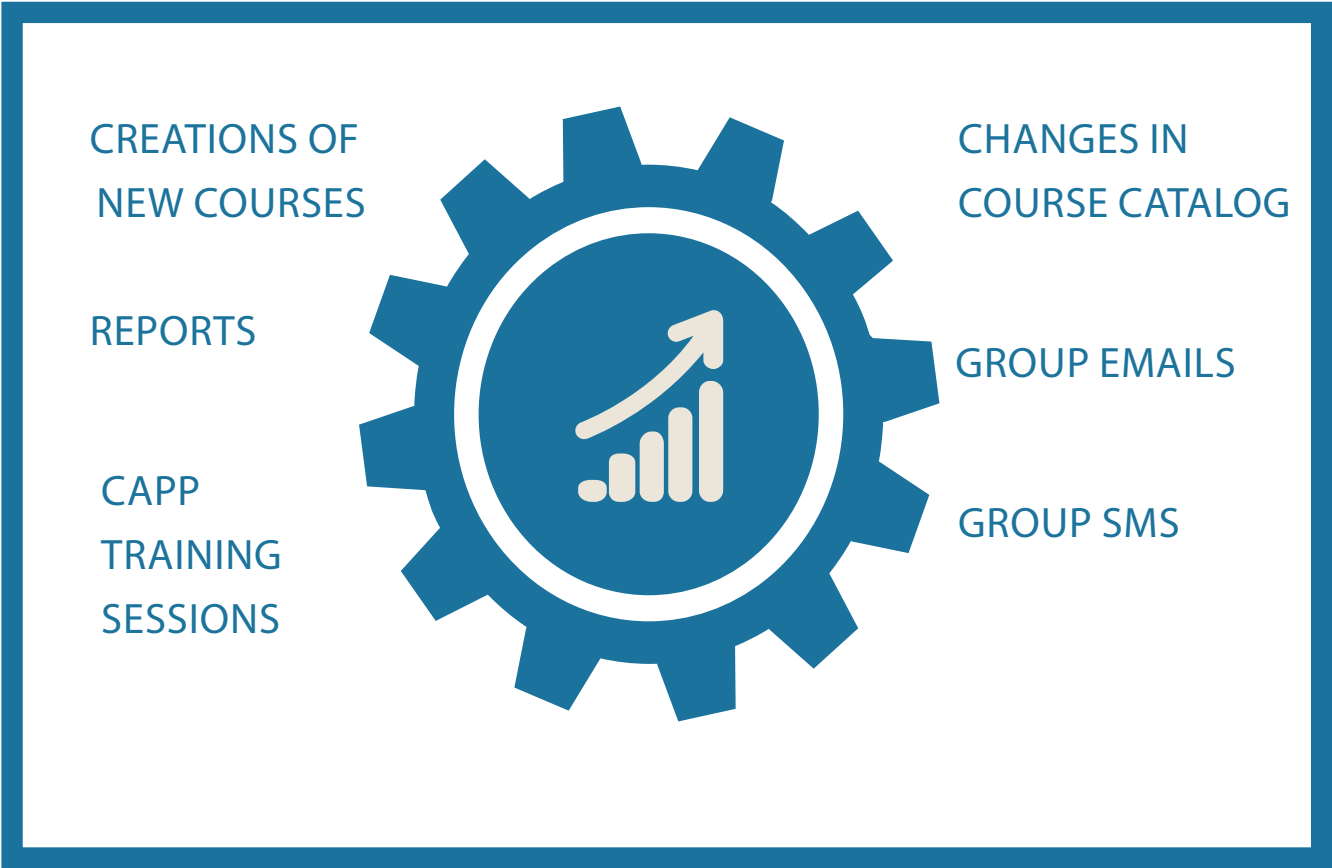 CREATIONS OF
NEW COURSES
REPORTS
CAPP
TRAINING
SESSIONS
CHANGES IN
COURSE CATALOG
GROUP EMAILS
GROUP SMS